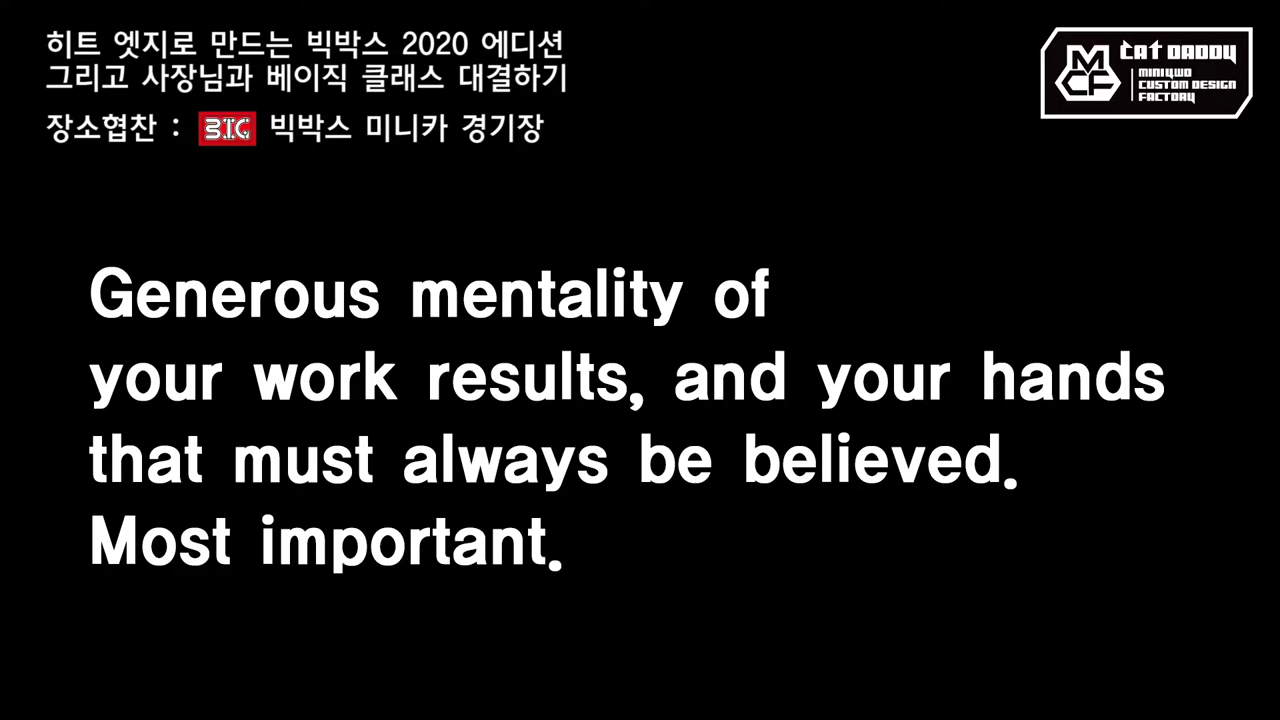 히트 엣지로 만드는 빅박스 2020 에디션
그리고 사장님과 베이직 클래스 대결하기
장소협찬 : BIG 빅박스 미니카 경기장
MCF
CAT DADDY
MINI4WD
CUSTOM DESIGN
FACTORY
Generous mentality of
your work results, and your hands
that must always be believed.
Most important.